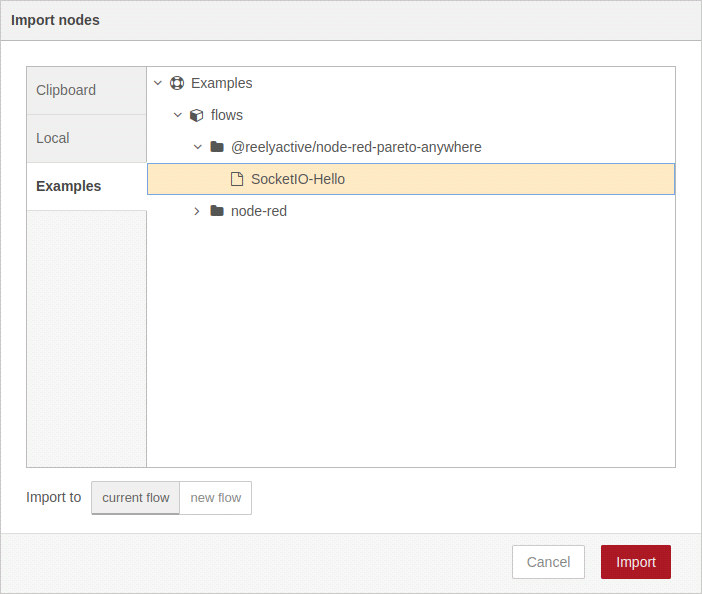 Import nodes
Clipboard
Local
Examples
Examples
flows
@reelyactive/node-red-pareto-anywhere
SocketIO-Hello
node-red
Import to current flow new flow
Cancel Import